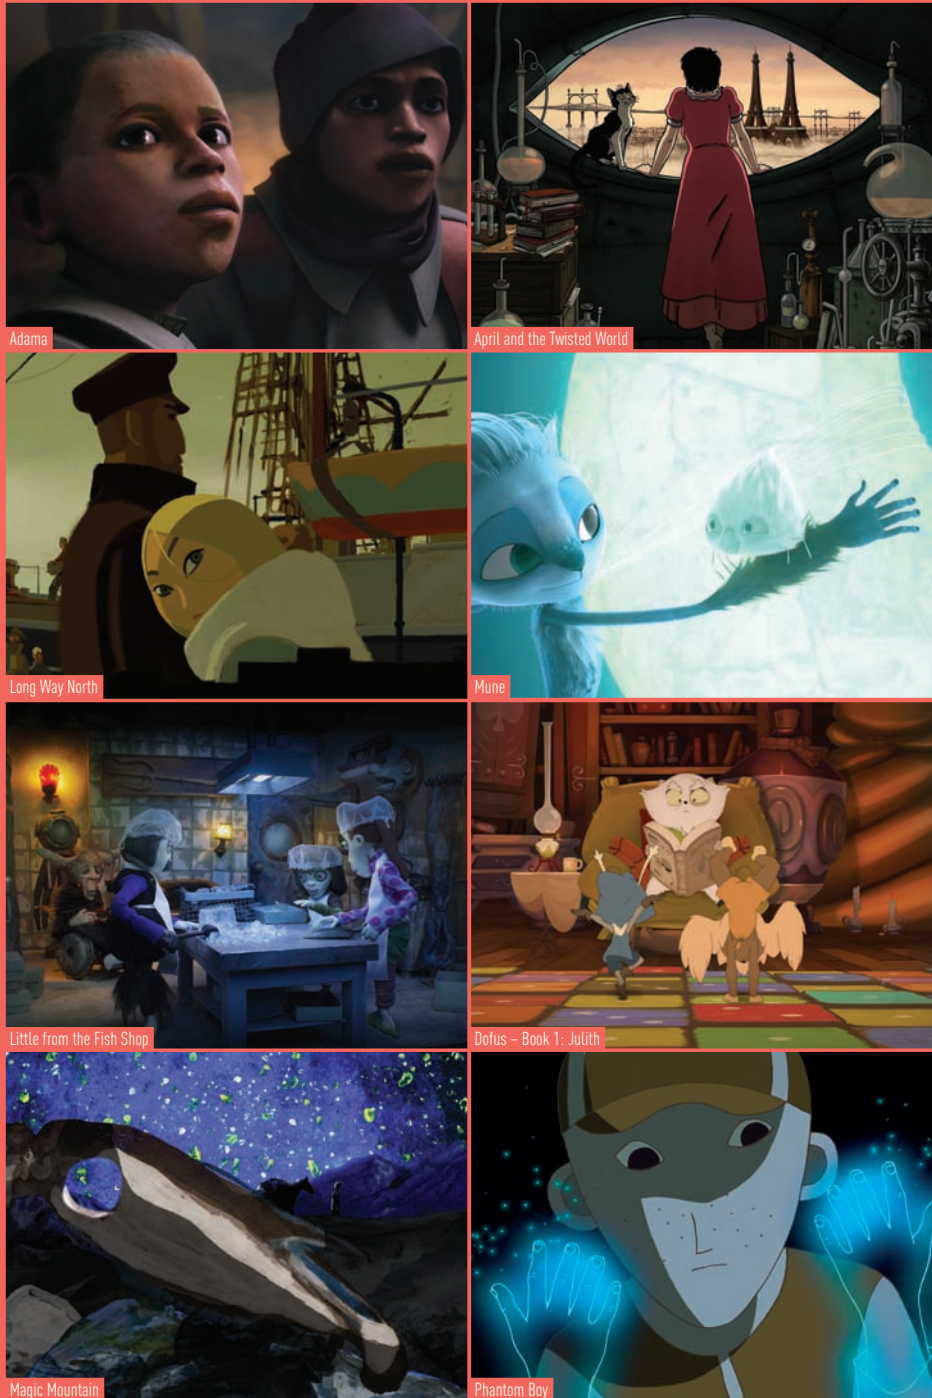 Adama
April and the Twisted World
Long Way North
Mune
Little from the Fish Shop
Dofus – Book 1: Julith
Magic Mountain
Phantom Boy